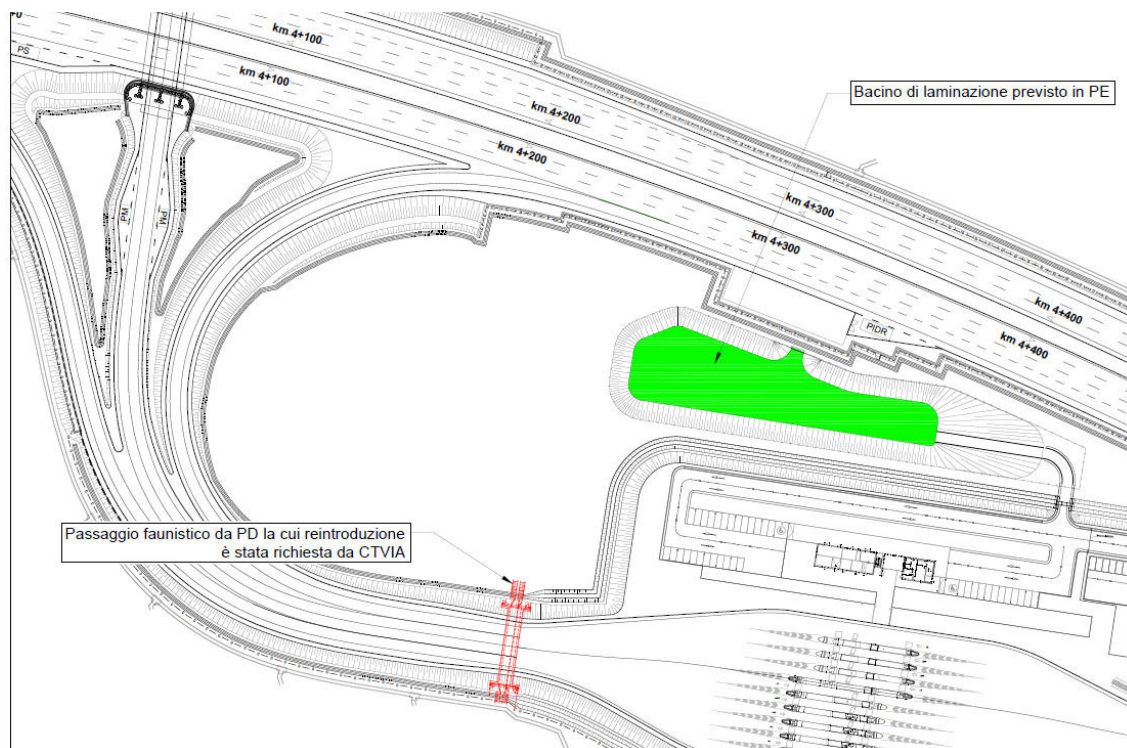 km 4+100
km 4+100
PS
km 4+200
km 4+200
Bacino di laminazione previsto in PE
PM
PM
km 4+300
km 4+300
km 4+400
km 4+400
PIDR
Passaggio faunistico da PD la cui reintroduzione
è stata richiesta da CTVIA